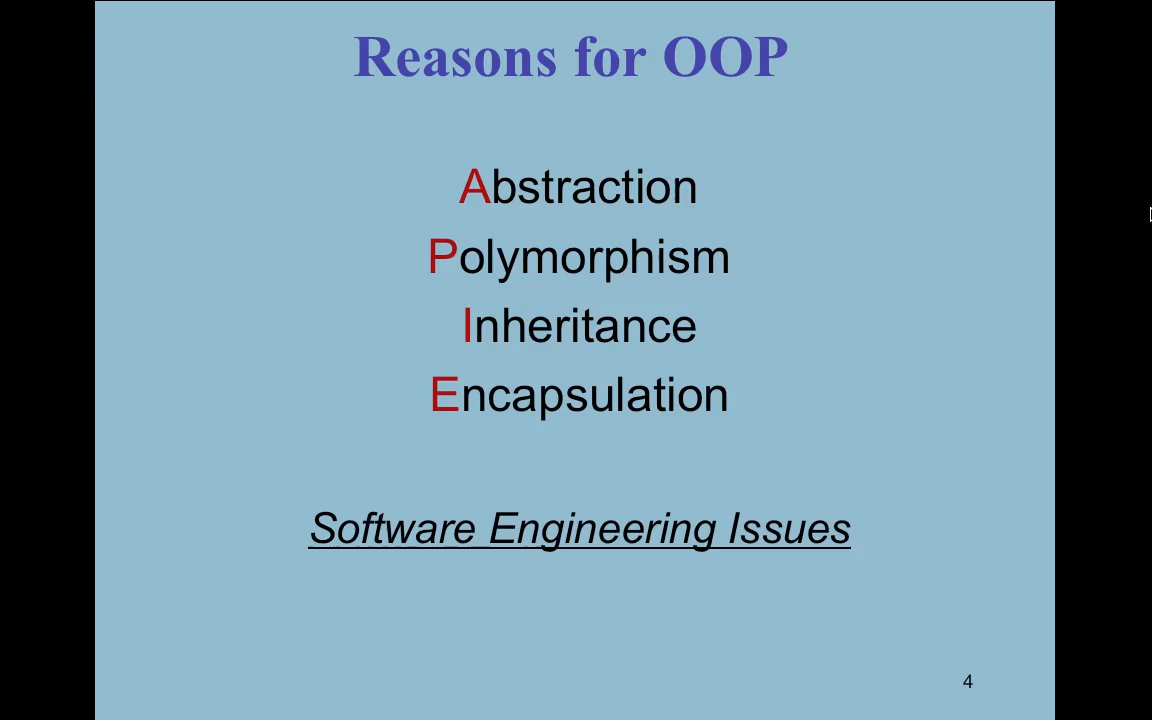 Reasons for OOP
Abstraction
Polymorphism
Inheritance
Encapsulation
Software Engineering Issues
4